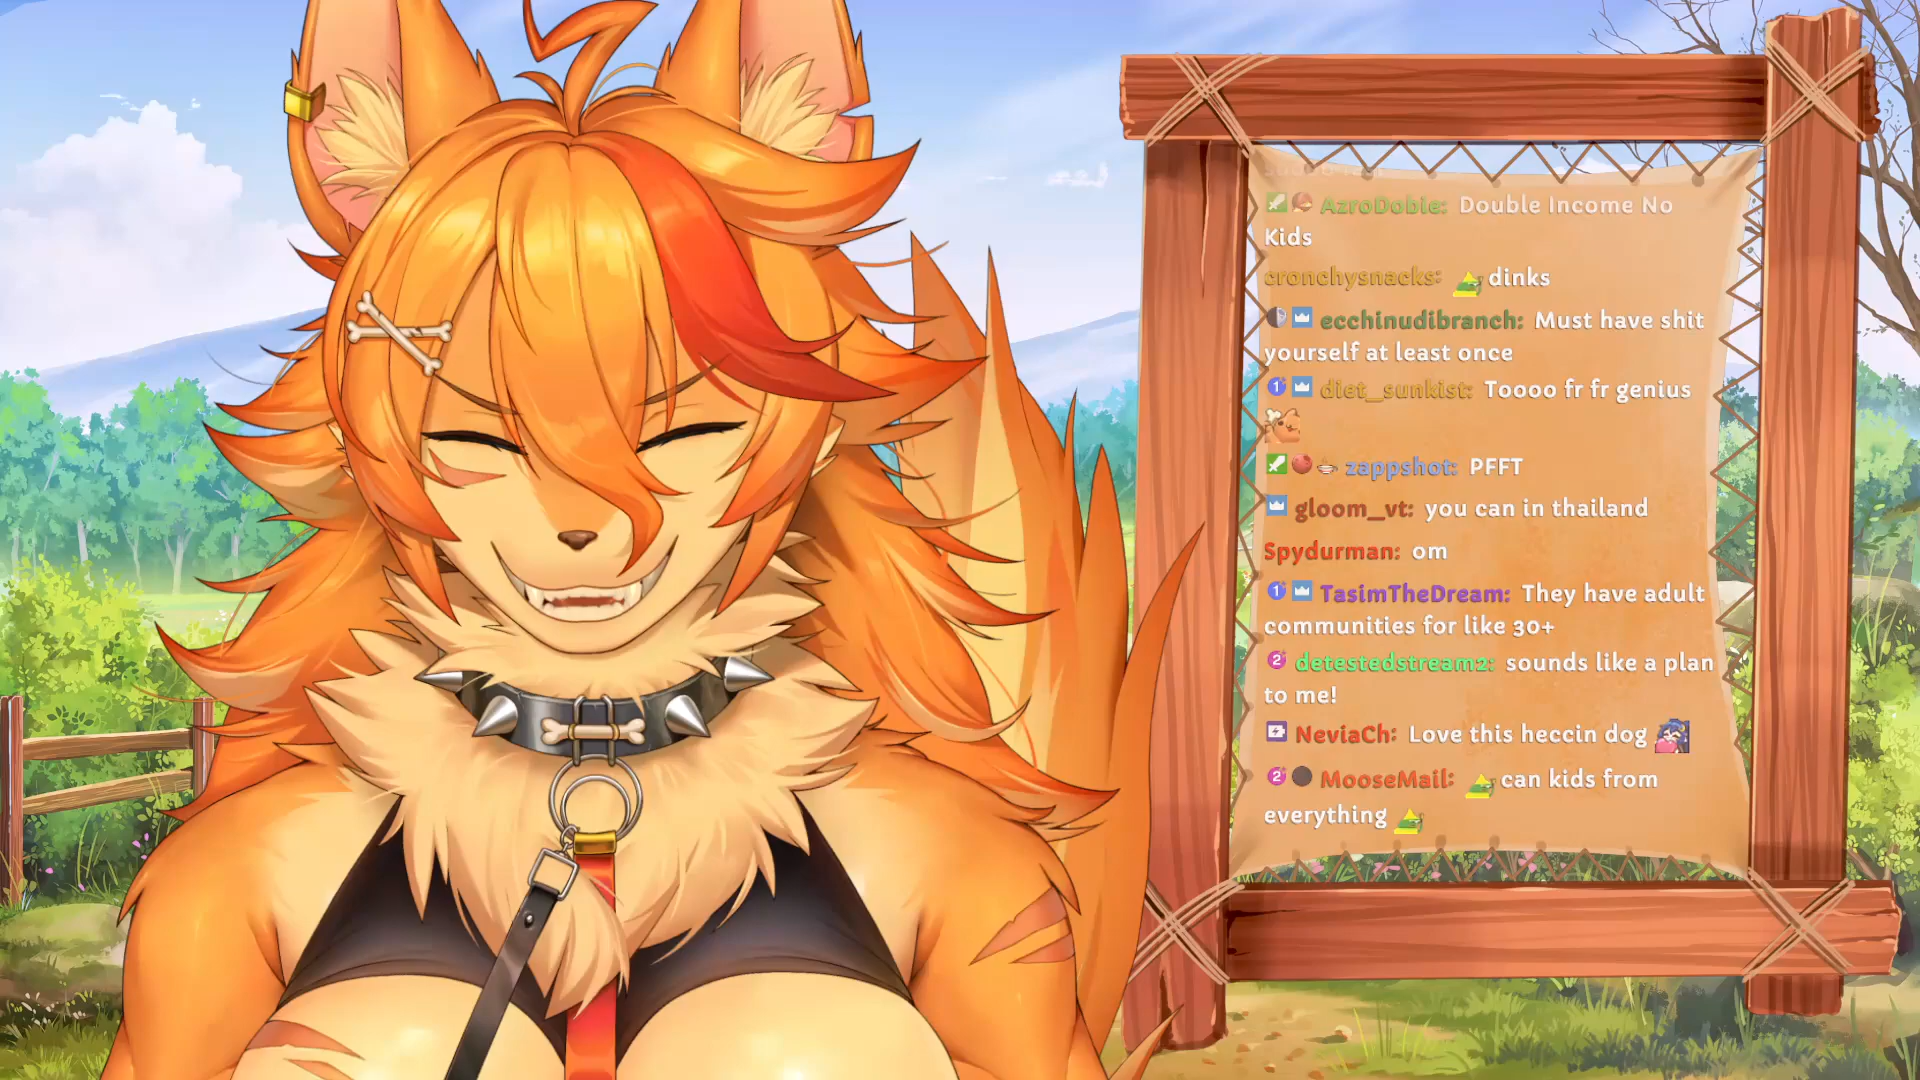 AzroDobie: Double Income No
Kids
cronchysnacks: dinks
ecchinudibranch: Must have shit
yourself at least once
diet_sunkist: Toooo fr fr genius
zappshot: PFFT
gloom_vt: you can in thailand
Spydurman: om
TasimTheDream: They have adult
communities for like 30+
detestedstream2: sounds like a plan
to me!
NeviaCh: Love this heccin dog
MooseMail: can kids from
everything